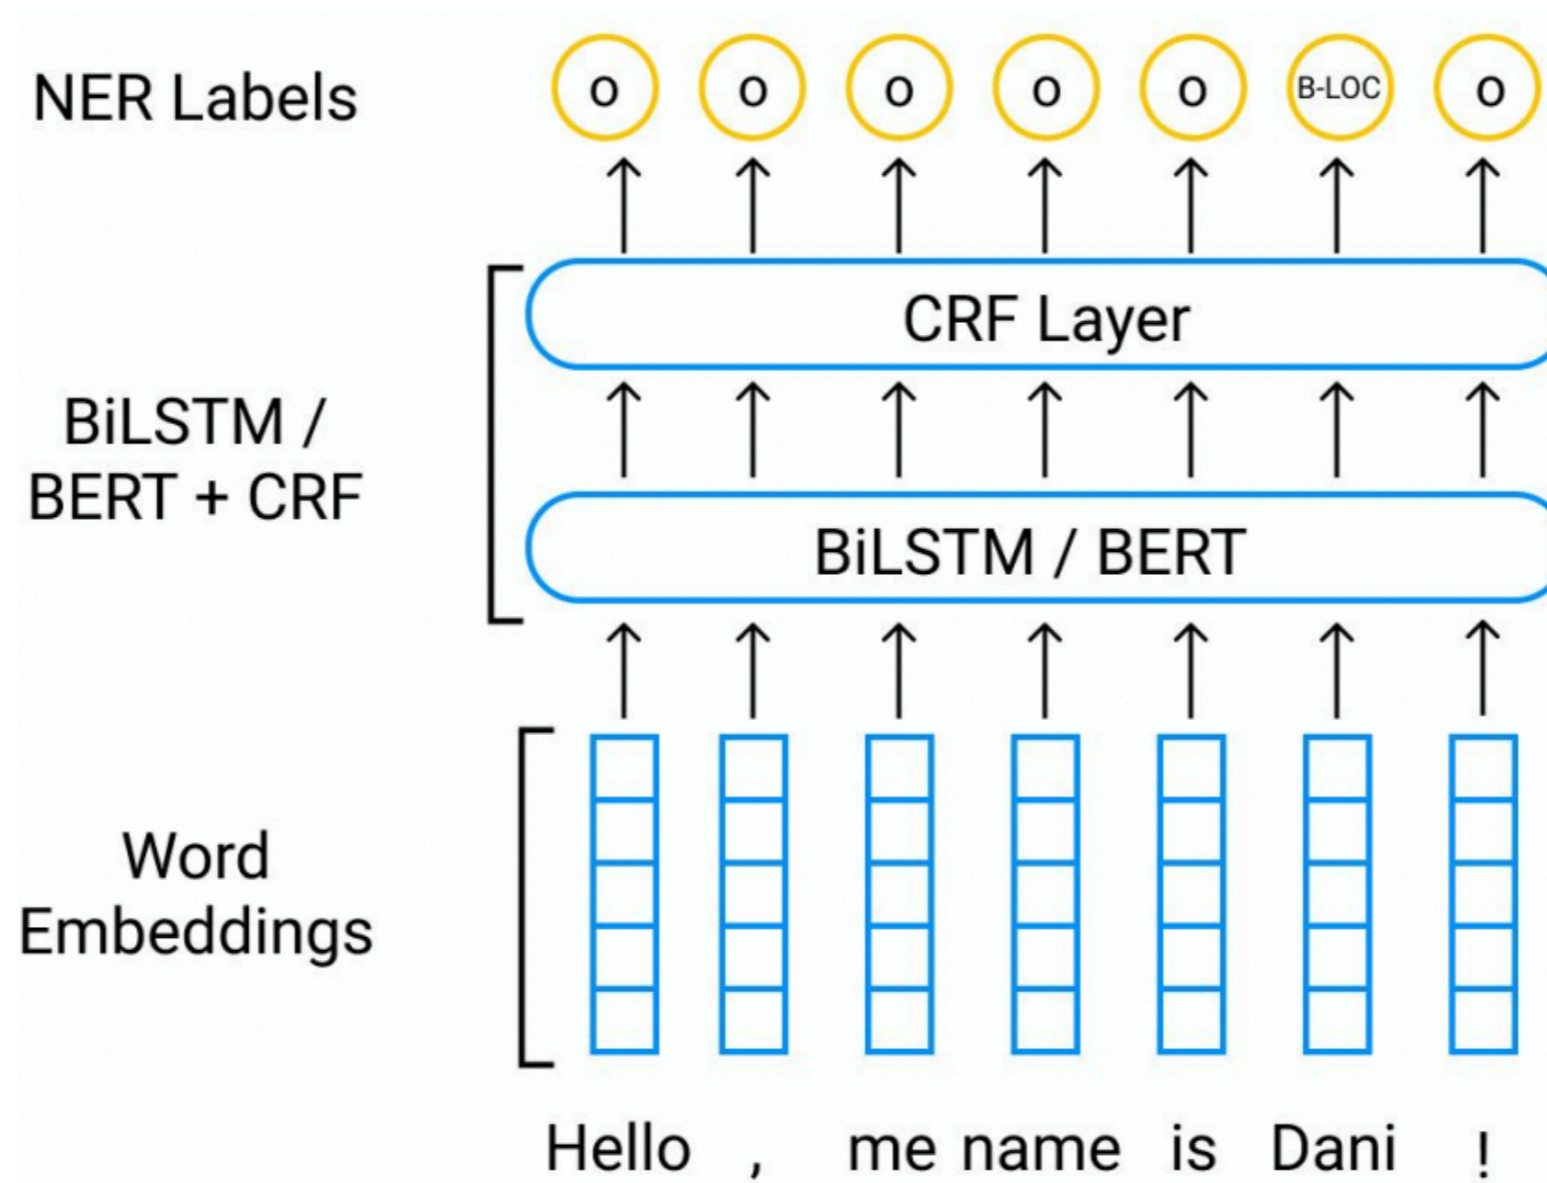 NER Labels
o o o o o B-LOC o
CRF Layer
BiLSTM /
BERT + CRF
BiLSTM / BERT
Word
Embeddings
Hello , me name is Dani !